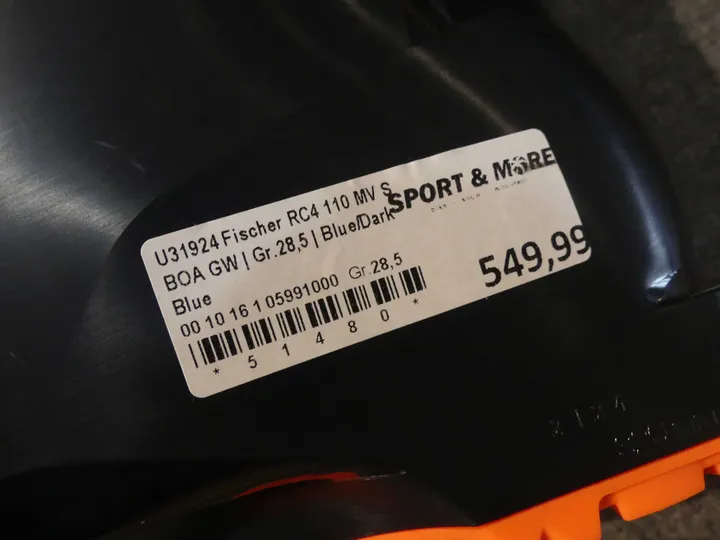 SPORT & MORE
U31924 Fischer RC4 110 MV S
BOA GW | Gr.28,5 | Blue/Dark
Blue
549,99
00 10 16 1 05991000 Gr.28,5
* 5 1 4 8 0 *